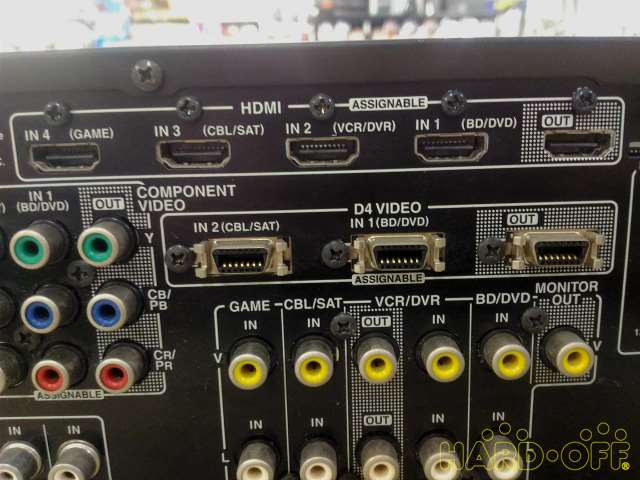 HDMI ASSIGNABLE
IN 4 (GAME) IN 3 (CBL/SAT) IN 2 (VCR/DVR) IN 1 (BD/DVD) OUT
IN 1 (BD/DVD) OUT
COMPONENT VIDEO
Y
CB/PB
CR/PR
ASSIGNABLE
D4 VIDEO
IN 2 (CBL/SAT) IN 1 (BD/DVD) OUT
ASSIGNABLE
GAME CBL/SAT VCR/DVR BD/DVD MONITOR OUT
IN IN OUT IN IN
V V
IN IN OUT IN IN
L
IN IN
HARD-OFF